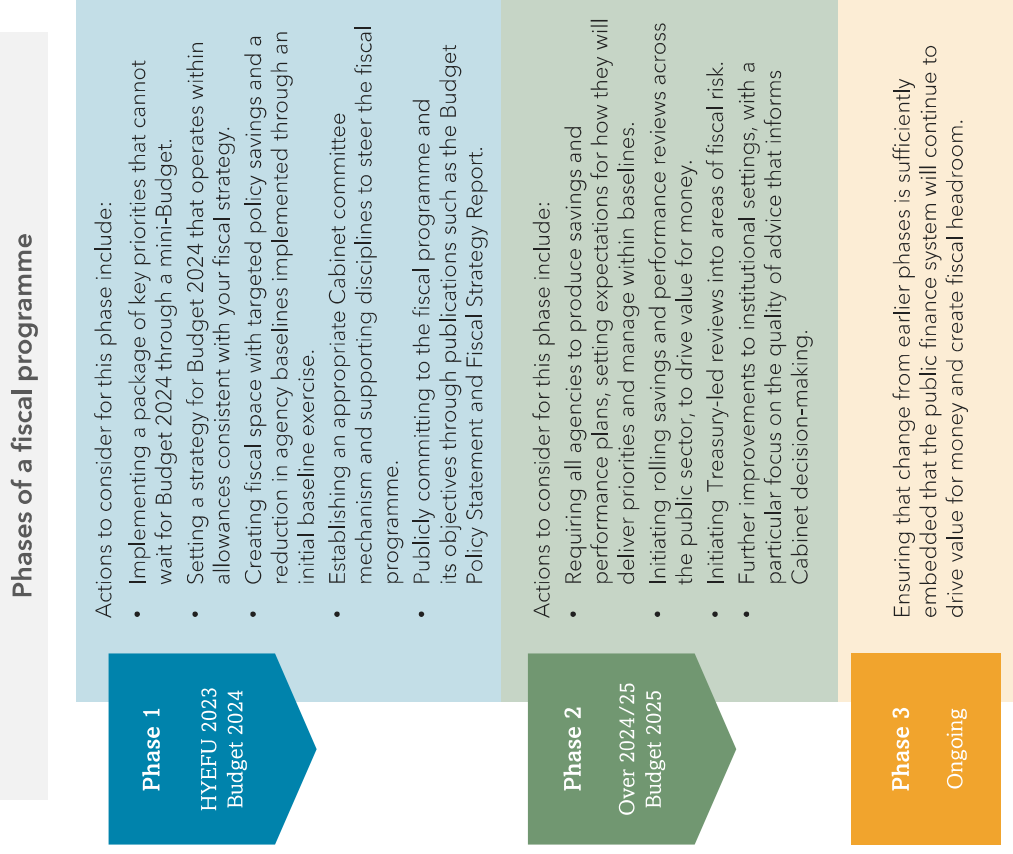 Phases of a fiscal programme
Phase 1
HYEFU 2023
Budget 2024
Actions to consider for this phase include:
• Implementing a package of key priorities that cannot
wait for Budget 2024 through a mini-Budget.
• Setting a strategy for Budget 2024 that operates within
allowances consistent with your fiscal strategy.
• Creating fiscal space with targeted policy savings and a
reduction in agency baselines implemented through an
initial baseline exercise.
• Establishing an appropriate Cabinet committee
mechanism and supporting disciplines to steer the fiscal
programme.
• Publicly committing to the fiscal programme and
its objectives through publications such as the Budget
Policy Statement and Fiscal Strategy Report.
Phase 2
Over 2024/25
Budget 2025
Actions to consider for this phase include:
• Requiring all agencies to produce savings and
performance plans, setting expectations for how they will
deliver priorities and manage within baselines.
• Initiating rolling savings and performance reviews across
the public sector, to drive value for money.
• Initiating Treasury-led reviews into areas of fiscal risk.
• Further improvements to institutional settings, with a
particular focus on the quality of advice that informs
Cabinet decision-making.
Phase 3
Ongoing
Ensuring that change from earlier phases is sufficiently
embedded that the public finance system will continue to
drive value for money and create fiscal headroom.